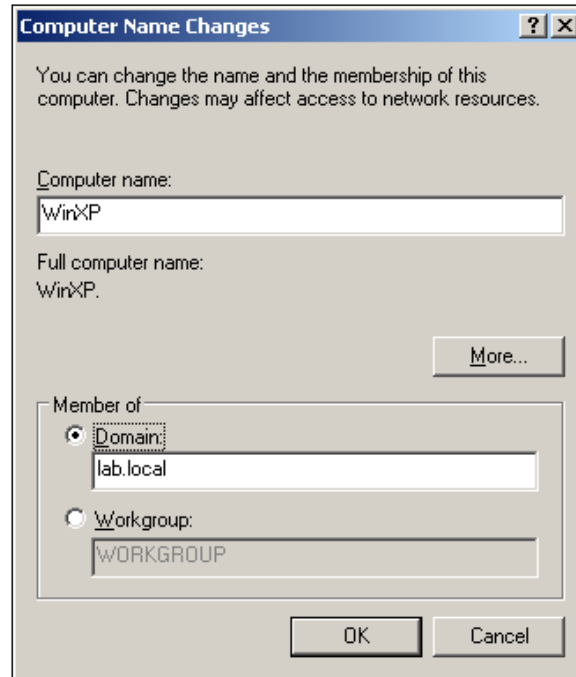 Computer Name Changes
You can change the name and the membership of this
computer. Changes may affect access to network resources.
Computer name:
WinXP
Full computer name:
WinXP.
More...
Member of
Domain:
lab.local
Workgroup:
WORKGROUP
OK Cancel